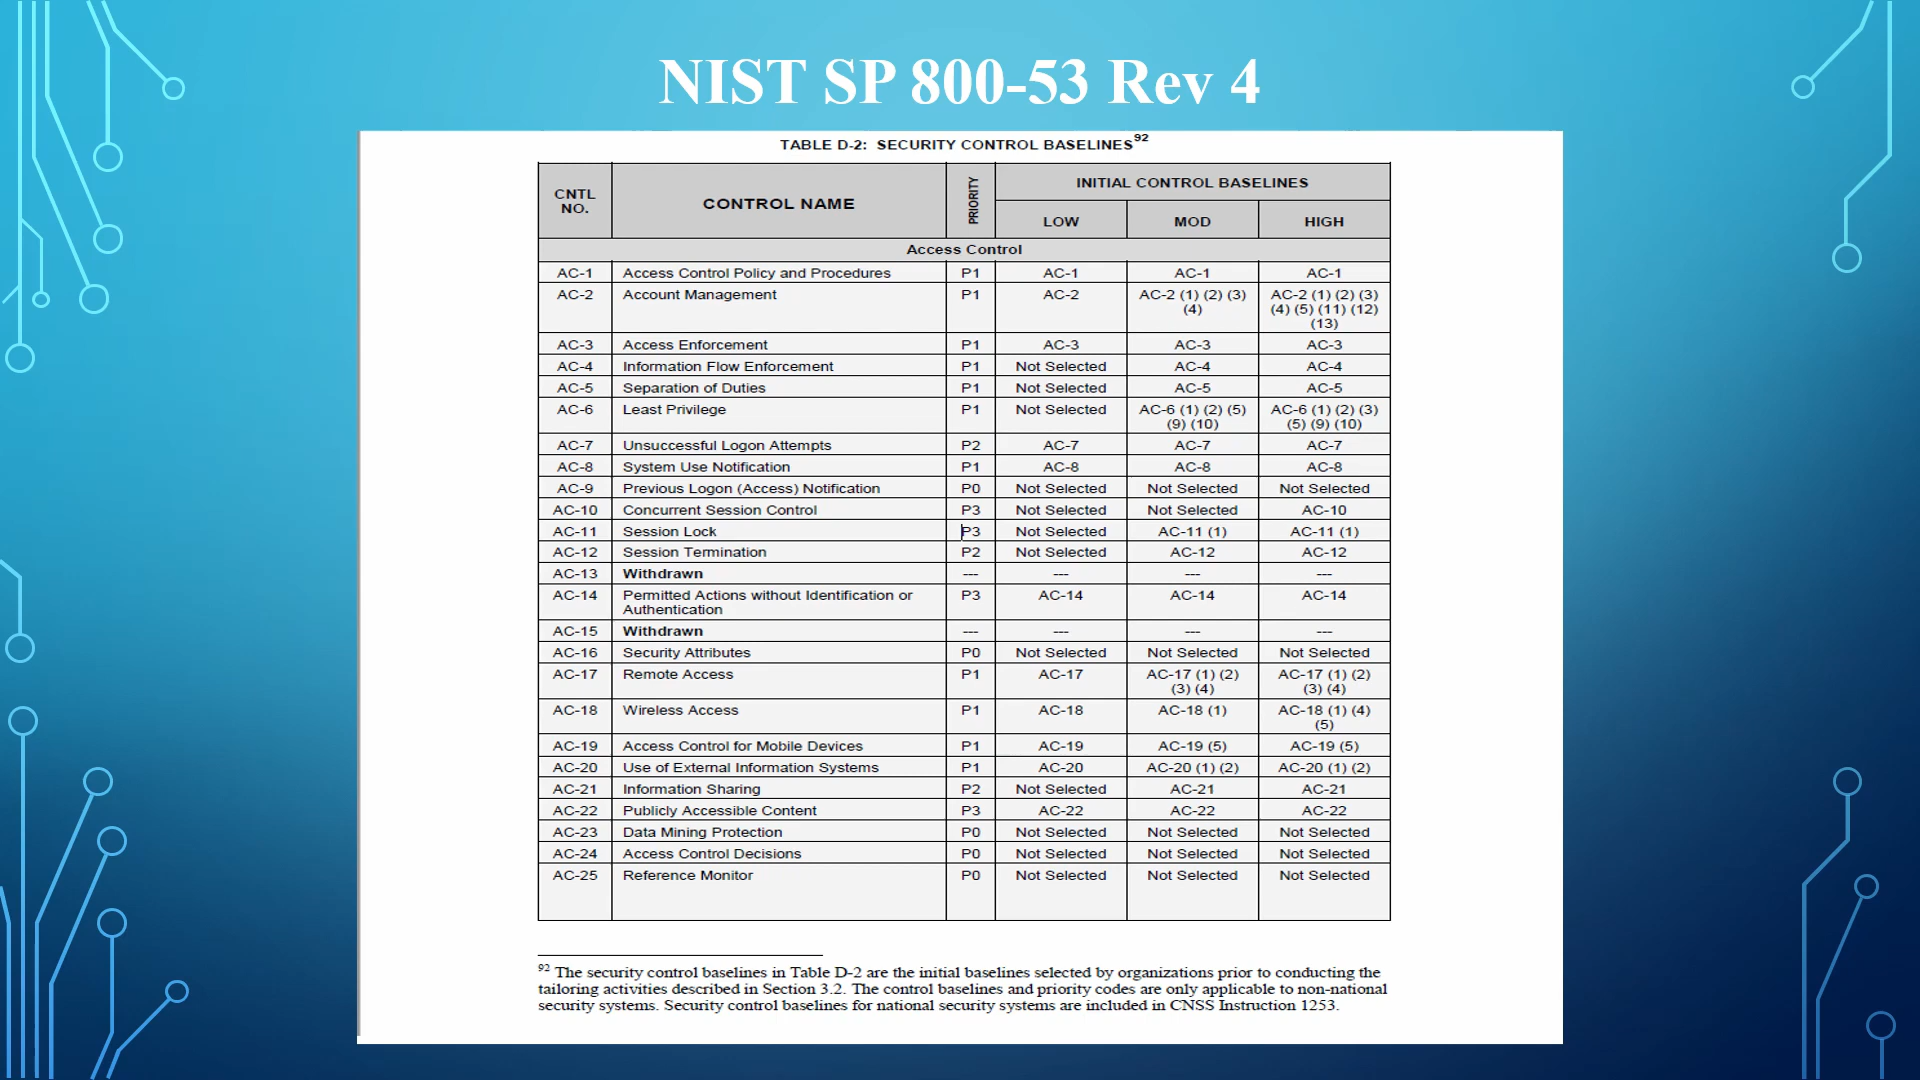 NIST SP 800-53 Rev 4
TABLE D-2: SECURITY CONTROL BASELINES92
CNTL NO. CONTROL NAME PRIORITY INITIAL CONTROL BASELINES
LOW MOD HIGH
Access Control
AC-1 Access Control Policy and Procedures P1 AC-1 AC-1 AC-1
AC-2 Account Management P1 AC-2 AC-2 (1) (2) (3) (4) AC-2 (1) (2) (3) (4) (5) (11) (12) (13)
AC-3 Access Enforcement P1 AC-3 AC-3 AC-3
AC-4 Information Flow Enforcement P1 Not Selected AC-4 AC-4
AC-5 Separation of Duties P1 Not Selected AC-5 AC-5
AC-6 Least Privilege P1 Not Selected AC-6 (1) (2) (5) (9) (10) AC-6 (1) (2) (3) (5) (9) (10)
AC-7 Unsuccessful Logon Attempts P2 AC-7 AC-7 AC-7
AC-8 System Use Notification P1 AC-8 AC-8 AC-8
AC-9 Previous Logon (Access) Notification P0 Not Selected Not Selected Not Selected
AC-10 Concurrent Session Control P3 Not Selected Not Selected AC-10
AC-11 Session Lock P3 Not Selected AC-11 (1) AC-11 (1)
AC-12 Session Termination P2 Not Selected AC-12 AC-12
AC-13 Withdrawn --- --- --- ---
AC-14 Permitted Actions without Identification or Authentication P3 AC-14 AC-14 AC-14
AC-15 Withdrawn --- --- --- ---
AC-16 Security Attributes P0 Not Selected Not Selected Not Selected
AC-17 Remote Access P1 AC-17 AC-17 (1) (2) (3) (4) AC-17 (1) (2) (3) (4)
AC-18 Wireless Access P1 AC-18 AC-18 (1) AC-18 (1) (4) (5)
AC-19 Access Control for Mobile Devices P1 AC-19 AC-19 (5) AC-19 (5)
AC-20 Use of External Information Systems P1 AC-20 AC-20 (1) (2) AC-20 (1) (2)
AC-21 Information Sharing P2 Not Selected AC-21 AC-21
AC-22 Publicly Accessible Content P3 AC-22 AC-22 AC-22
AC-23 Data Mining Protection P0 Not Selected Not Selected Not Selected
AC-24 Access Control Decisions P0 Not Selected Not Selected Not Selected
AC-25 Reference Monitor P0 Not Selected Not Selected Not Selected
92 The security control baselines in Table D-2 are the initial baselines selected by organizations prior to conducting the
tailoring activities described in Section 3.2. The control baselines and priority codes are only applicable to non-national
security systems. Security control baselines for national security systems are included in CNSS Instruction 1253.